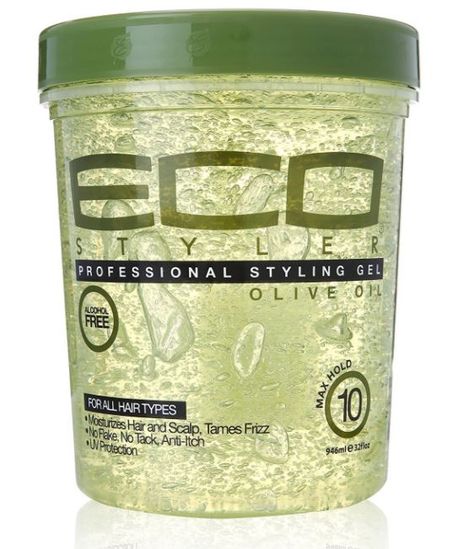 ECO
STYLER®
PROFESSIONAL STYLING GEL
OLIVE OIL
ALCOHOL
FREE
MAX HOLD
10
FOR ALL HAIR TYPES
• Moisturizes Hair and Scalp, Tames Frizz
• No Flake, No Tack, Anti-Itch
• UV Protection
946ml ℮ 32floz